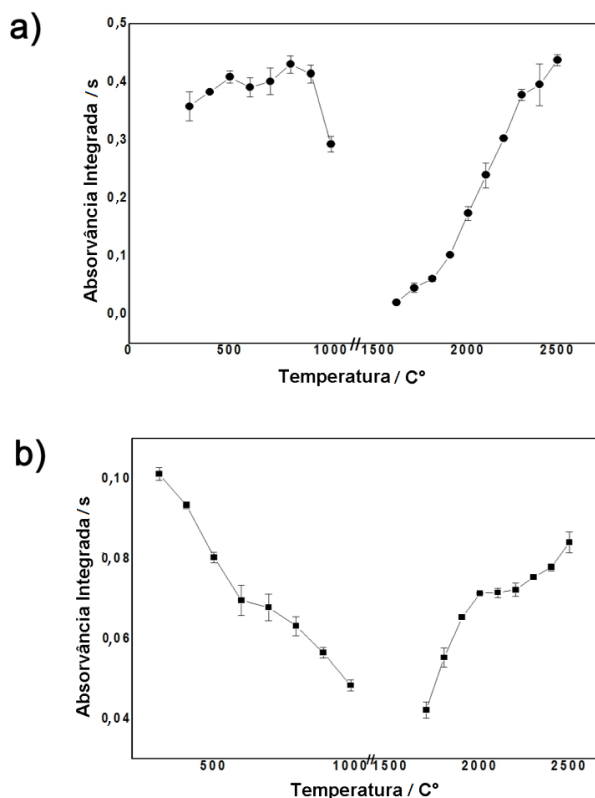 a)
Absorvância Integrada / s
0,5
0,4
0,3
0,2
0,1
0,0
0 500 1000 // 1500 2000 2500
Temperatura / C°
b)
Absorvância Integrada / s
0,10
0,08
0,06
0,04
500 1000 // 1500 2000 2500
Temperatura / C°